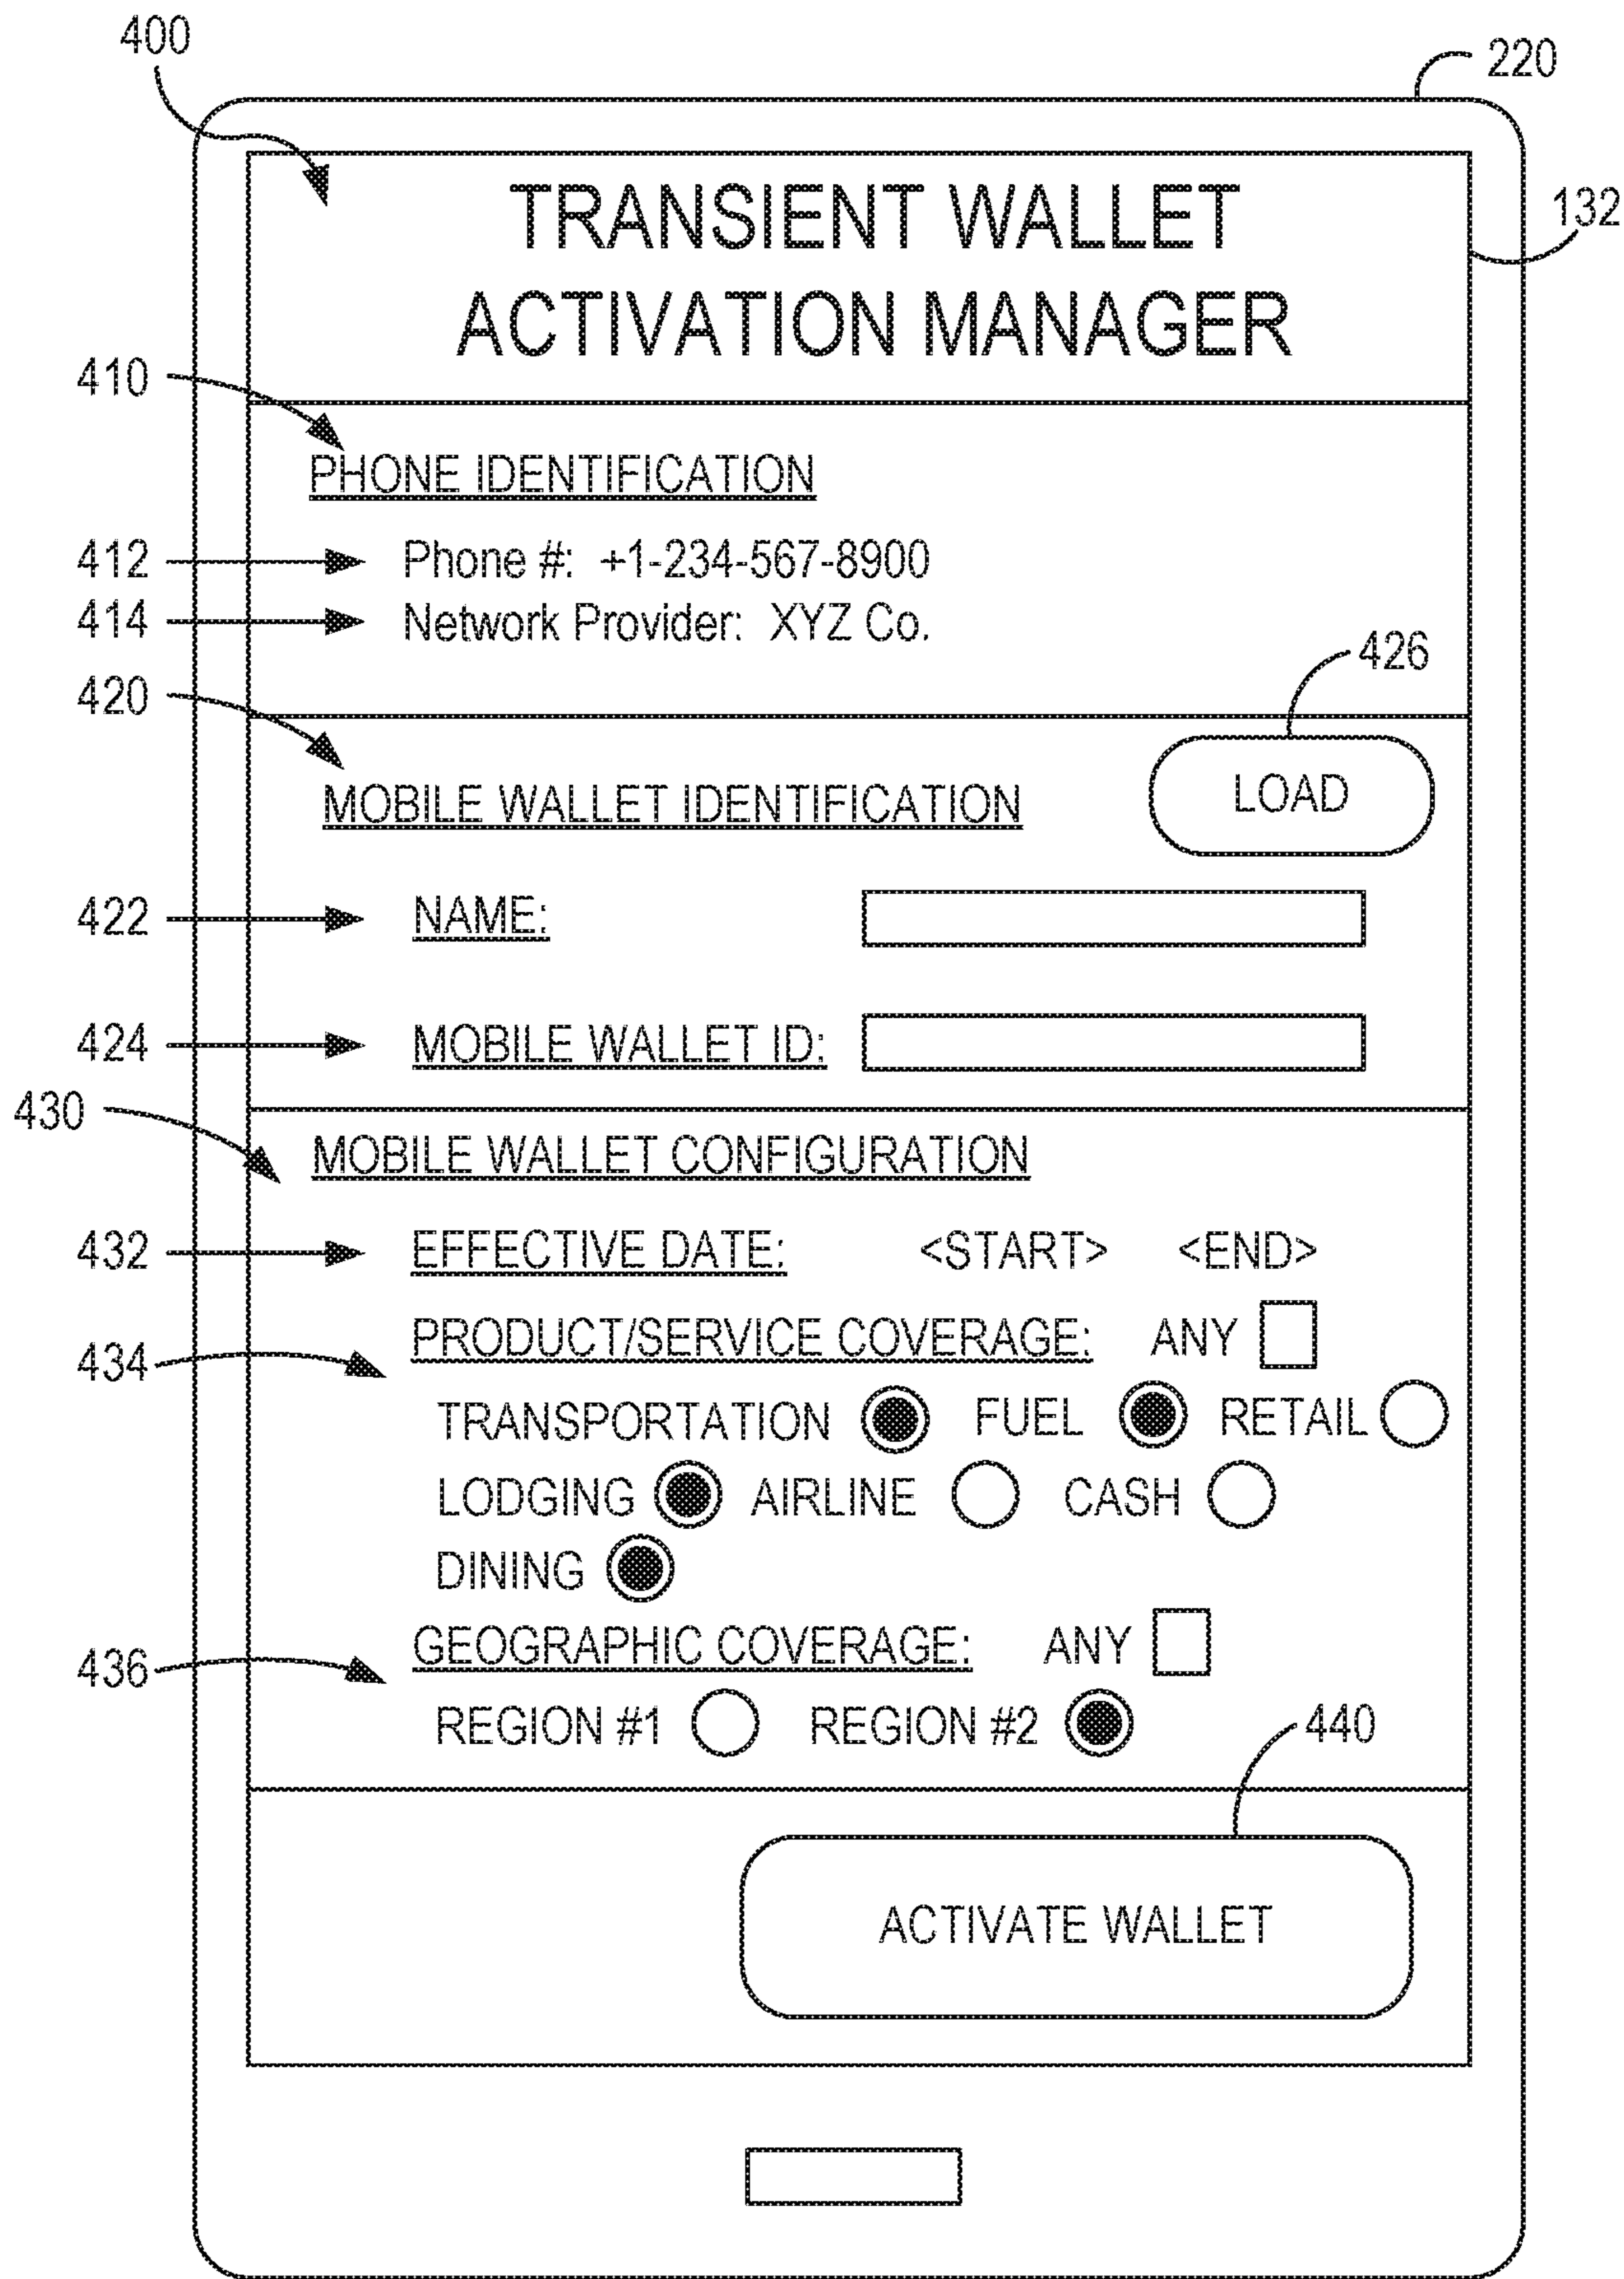 400
220
TRANSIENT WALLET
132
ACTIVATION MANAGER
410
PHONE IDENTIFICATION
412 Phone #: +1-234-567-8900
414 Network Provider: XYZ Co.
426
420
MOBILE WALLET IDENTIFICATION LOAD
422 NAME:
424 MOBILE WALLET ID:
430
MOBILE WALLET CONFIGURATION
432 EFFECTIVE DATE: <START> <END>
PRODUCT/SERVICE COVERAGE: ANY
434
TRANSPORTATION FUEL RETAIL
LODGING AIRLINE CASH
DINING
GEOGRAPHIC COVERAGE: ANY
436
REGION #1 REGION #2
440
ACTIVATE WALLET